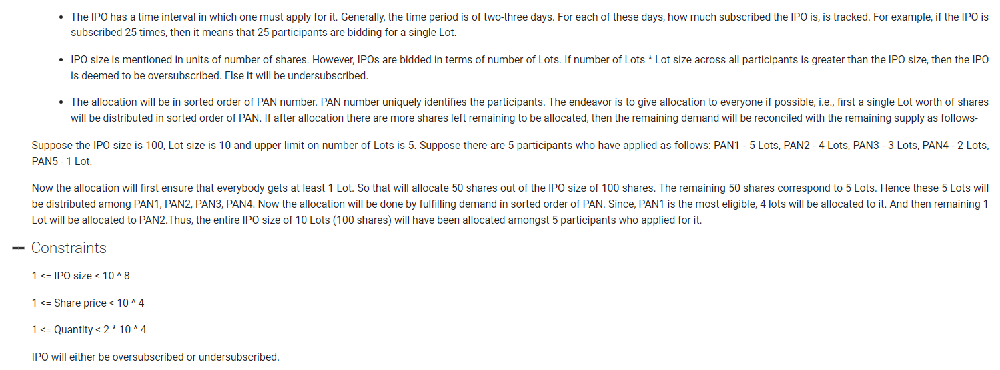 • The IPO has a time interval in which one must apply for it. Generally, the time period is of two-three days. For each of these days, how much subscribed the IPO is, is tracked. For example, if the IPO is
subscribed 25 times, then it means that 25 participants are bidding for a single Lot.
• IPO size is mentioned in units of number of shares. However, IPOs are bidded in terms of number of Lots. If number of Lots * Lot size across all participants is greater than the IPO size, then the IPO
is deemed to be oversubscribed. Else it will be undersubscribed.
• The allocation will be in sorted order of PAN number. PAN number uniquely identifies the participants. The endeavor is to give allocation to everyone if possible, i.e., first a single Lot worth of shares
will be distributed in sorted order of PAN. If after allocation there are more shares left remaining to be allocated, then the remaining demand will be reconciled with the remaining supply as follows-
Suppose the IPO size is 100, Lot size is 10 and upper limit on number of Lots is 5. Suppose there are 5 participants who have applied as follows: PAN1 - 5 Lots, PAN2 - 4 Lots, PAN3 - 3 Lots, PAN4 - 2 Lots,
PAN5 - 1 Lot.
Now the allocation will first ensure that everybody gets at least 1 Lot. So that will allocate 50 shares out of the IPO size of 100 shares. The remaining 50 shares correspond to 5 Lots. Hence these 5 Lots will
be distributed among PAN1, PAN2, PAN3, PAN4. Now the allocation will be done by fulfilling demand in sorted order of PAN. Since, PAN1 is the most eligible, 4 lots will be allocated to it. And then remaining 1
Lot will be allocated to PAN2.Thus, the entire IPO size of 10 Lots (100 shares) will have been allocated amongst 5 participants who applied for it.
Constraints
1 <= IPO size < 10 ^ 8
1 <= Share price < 10 ^ 4
1 <= Quantity < 2 * 10 ^ 4
IPO will either be oversubscribed or undersubscribed.